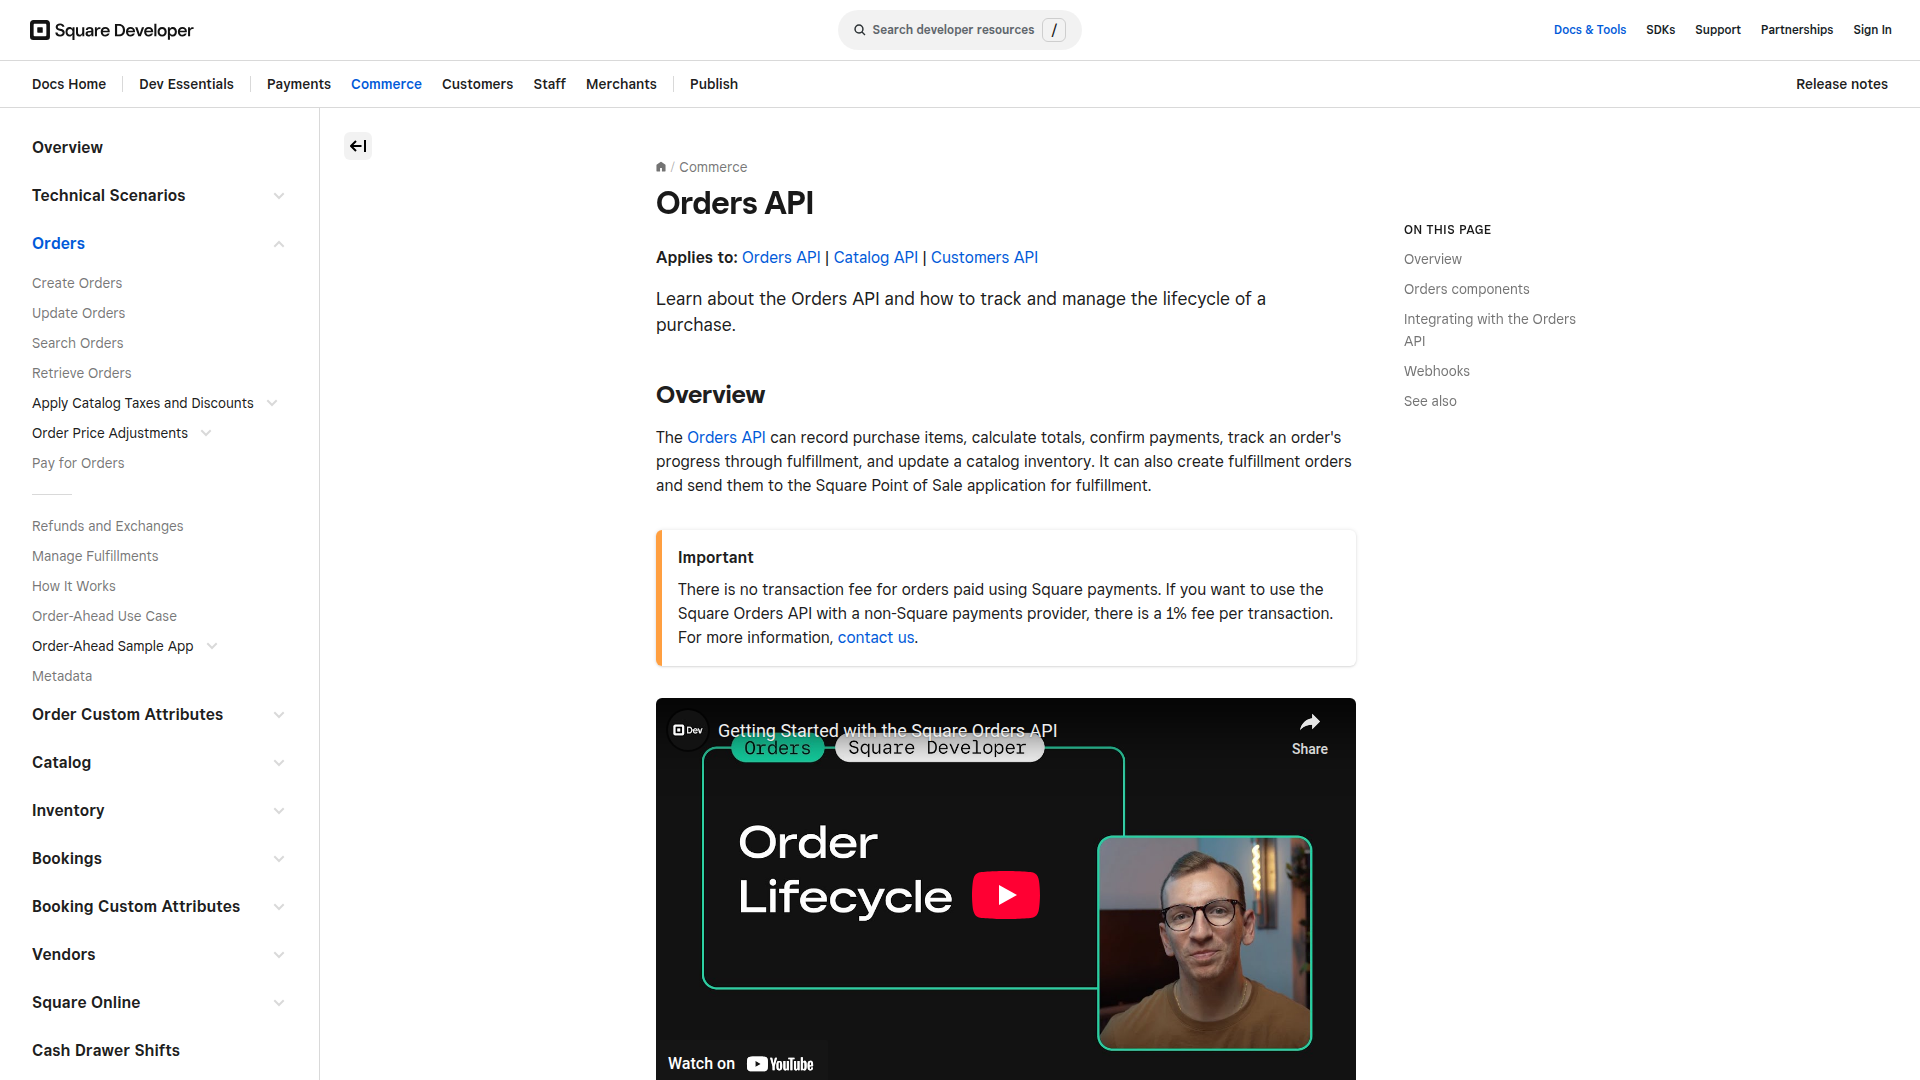 Square Developer
Search developer resources /
Docs & Tools
SDKs
Support
Partnerships
Sign In
Docs Home
Dev Essentials
Payments
Commerce
Customers
Staff
Merchants
Publish
Release notes
Overview
Technical Scenarios
Orders
Create Orders
Update Orders
Search Orders
Retrieve Orders
Apply Catalog Taxes and Discounts
Order Price Adjustments
Pay for Orders
Refunds and Exchanges
Manage Fulfillments
How It Works
Order-Ahead Use Case
Order-Ahead Sample App
Metadata
Order Custom Attributes
Catalog
Inventory
Bookings
Booking Custom Attributes
Vendors
Square Online
Cash Drawer Shifts
/ Commerce
Orders API
Applies to: Orders API | Catalog API | Customers API
Learn about the Orders API and how to track and manage the lifecycle of a
purchase.
Overview
The Orders API can record purchase items, calculate totals, confirm payments, track an order's
progress through fulfillment, and update a catalog inventory. It can also create fulfillment orders
and send them to the Square Point of Sale application for fulfillment.
Important
There is no transaction fee for orders paid using Square payments. If you want to use the
Square Orders API with a non-Square payments provider, there is a 1% fee per transaction.
For more information, contact us.
Dev
Getting Started with the Square Orders API
Share
Orders
Square Developer
Order
Lifecycle
Watch on YouTube
ON THIS PAGE
Overview
Orders components
Integrating with the Orders
API
Webhooks
See also